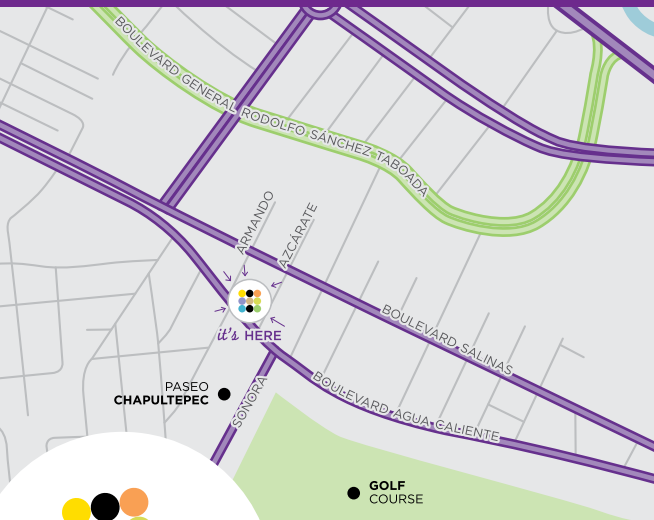 BOULEVARD GENERAL RODOLFO SÁNCHEZ TABOADA
ARMANDO
AZCÁRATE
it's HERE
BOULEVARD SALINAS
PASEO
CHAPULTEPEC
SONORA
BOULEVARD AGUA CALIENTE
GOLF
COURSE